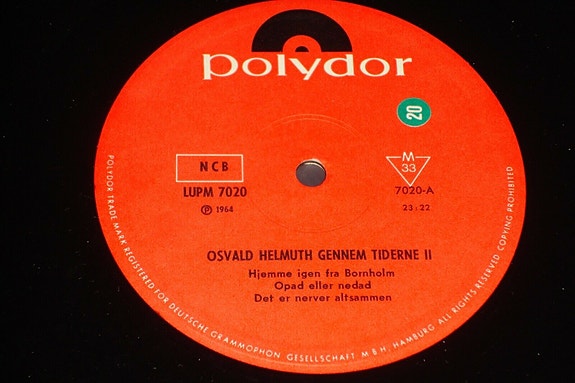 polydor
20
NCB
LUPM 7020
Ⓟ 1964
M
33
7020-A
23:22
OSVALD HELMUTH GENNEM TIDERNE II
Hjemme igen fra Bornholm
Opad eller nedad
Det er nerver altsammen
POLYDOR TRADE MARK REGISTERED FOR DEUTSCHE GRAMMOPHON GESELLSCHAFT M B H, HAMBURG ALL RIGHTS RESERVED COPYING PROHIBITED